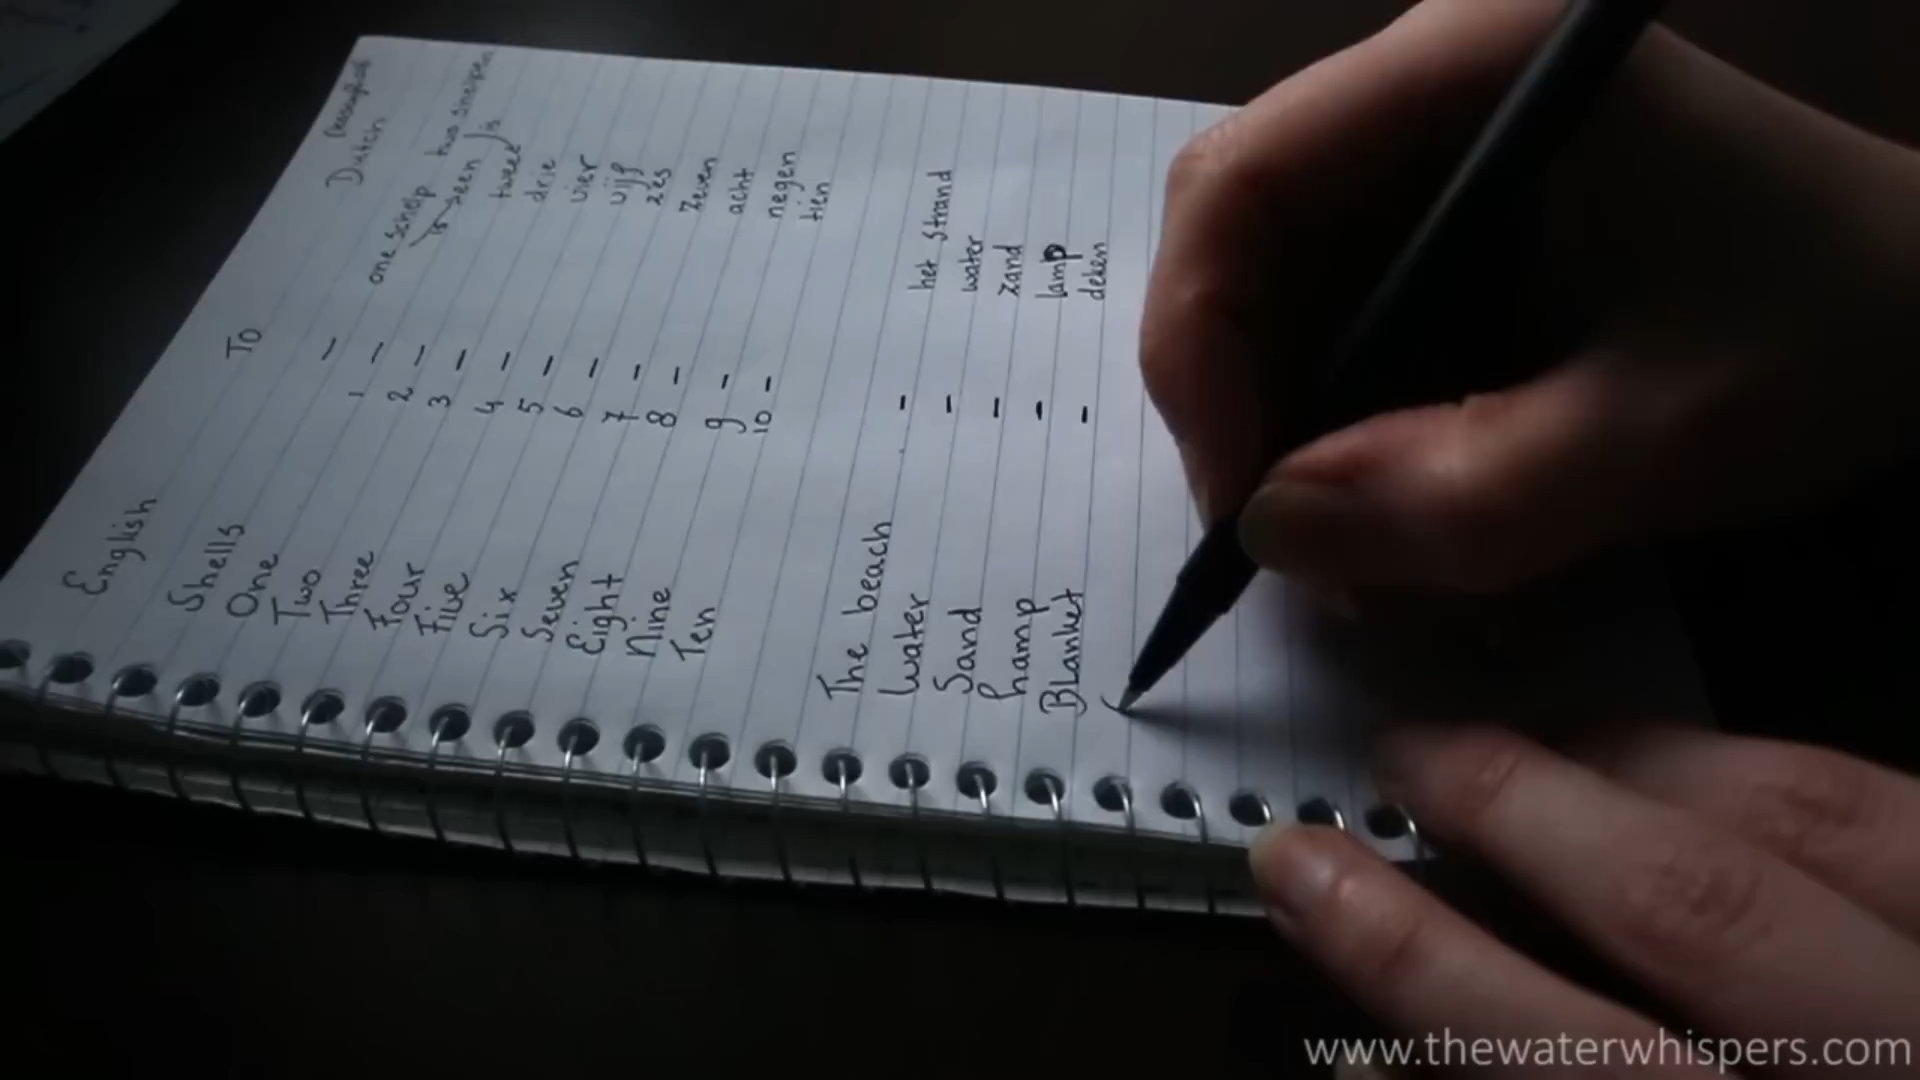 English To Dutch
Shells - one schelp two shelpen
One 1 - is een is
Two 2 - twee
Three 3 - drie
Four 4 - vier
Five 5 - vijf
Six 6 - zes
Seven 7 - zeven
Eight 8 - acht
Nine 9 - negen
Ten 10 - tien
The beach - het Strand
Water - water
Sand - zand
Lamp - lamp
Blanket - deken
www.thewaterwhispers.com